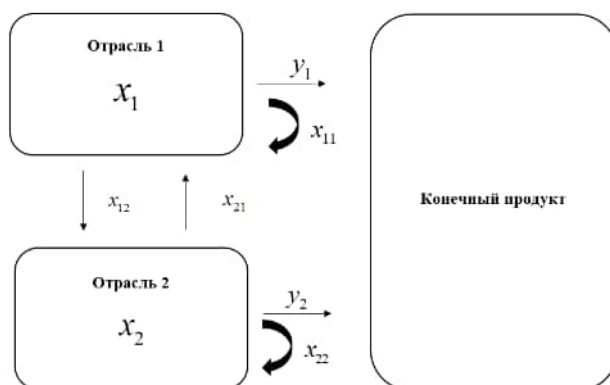 Отрасль 1
x₁
y₁
x₁₁
x₁₂
x₂₁
Конечный продукт
Отрасль 2
x₂
y₂
x₂₂